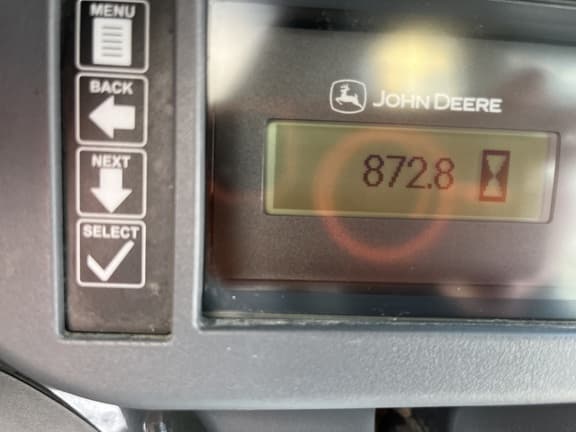 MENU
BACK
NEXT
SELECT
JOHN DEERE
872.8